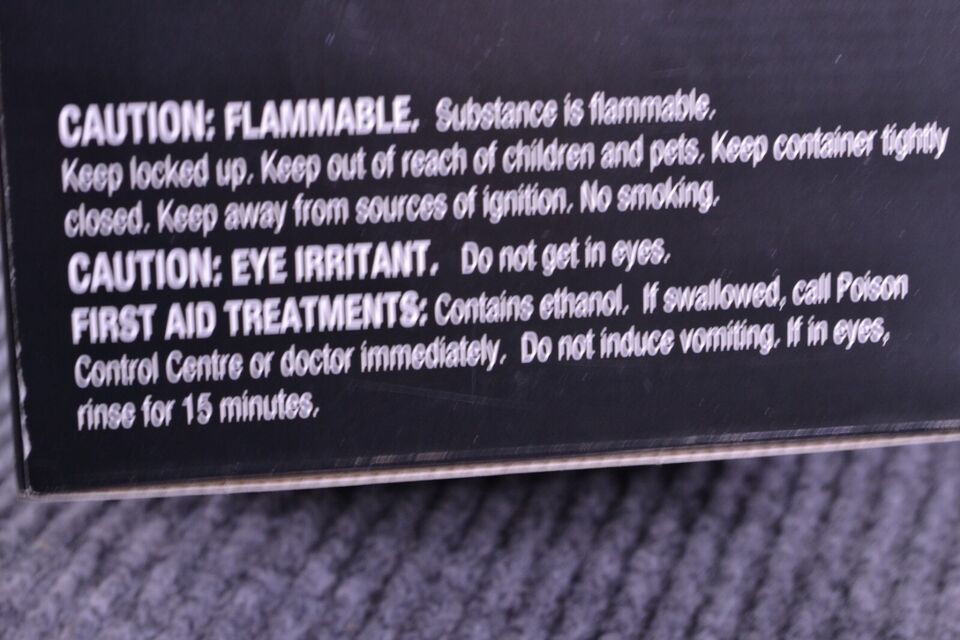 CAUTION: FLAMMABLE. Substance is flammable.
Keep locked up. Keep out of reach of children and pets. Keep container tightly
closed. Keep away from sources of ignition. No smoking.
CAUTION: EYE IRRITANT. Do not get in eyes.
FIRST AID TREATMENTS: Contains ethanol. If swallowed, call Poison
Control Centre or doctor immediately. Do not induce vomiting. If in eyes,
rinse for 15 minutes.